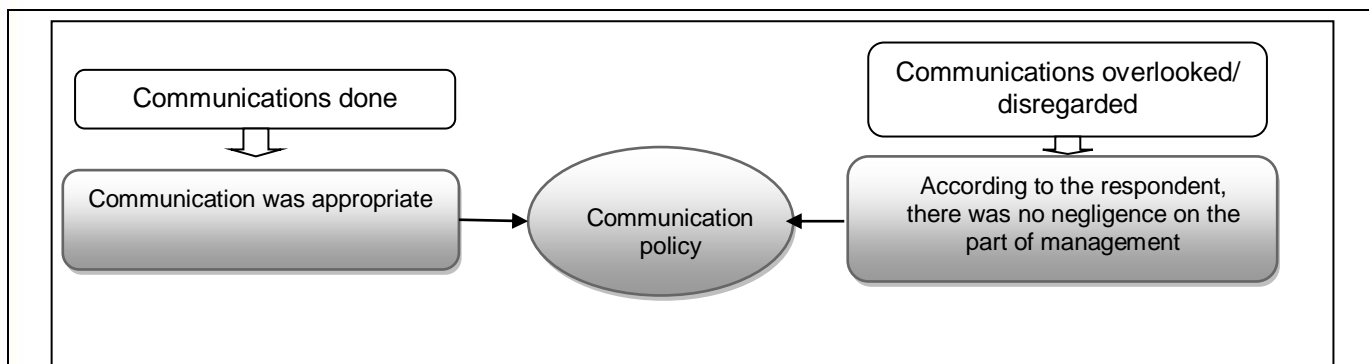 Communications done
Communications overlooked/
disregarded
Communication was appropriate
Communication
policy
According to the respondent,
there was no negligence on the
part of management